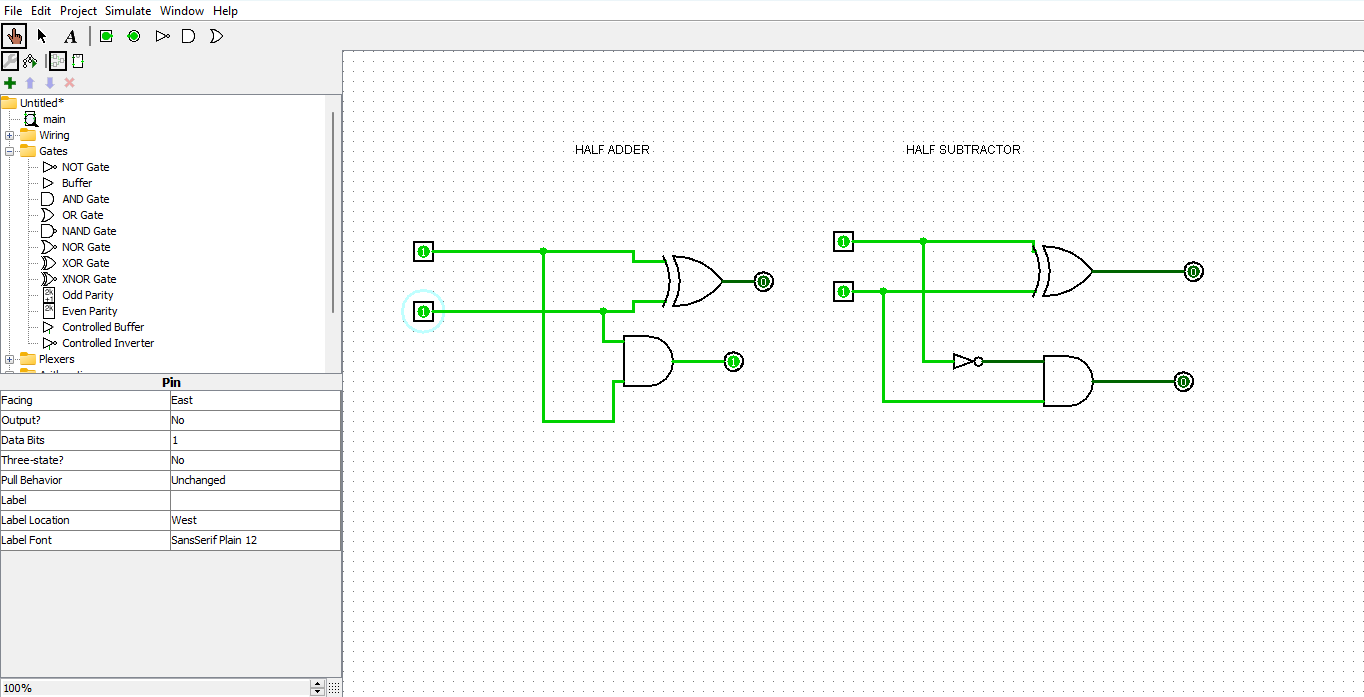 File Edit Project Simulate Window Help
A
Untitled*
main
Wiring
Gates
NOT Gate
Buffer
AND Gate
OR Gate
NAND Gate
NOR Gate
XOR Gate
XNOR Gate
Odd Parity
Even Parity
Controlled Buffer
Controlled Inverter
Plexers
Pin
Facing East
Output? No
Data Bits 1
Three-state? No
Pull Behavior Unchanged
Label
Label Location West
Label Font SansSerif Plain 12
100%
HALF ADDER
1
1
0
1
HALF SUBTRACTOR
1
1
0
0